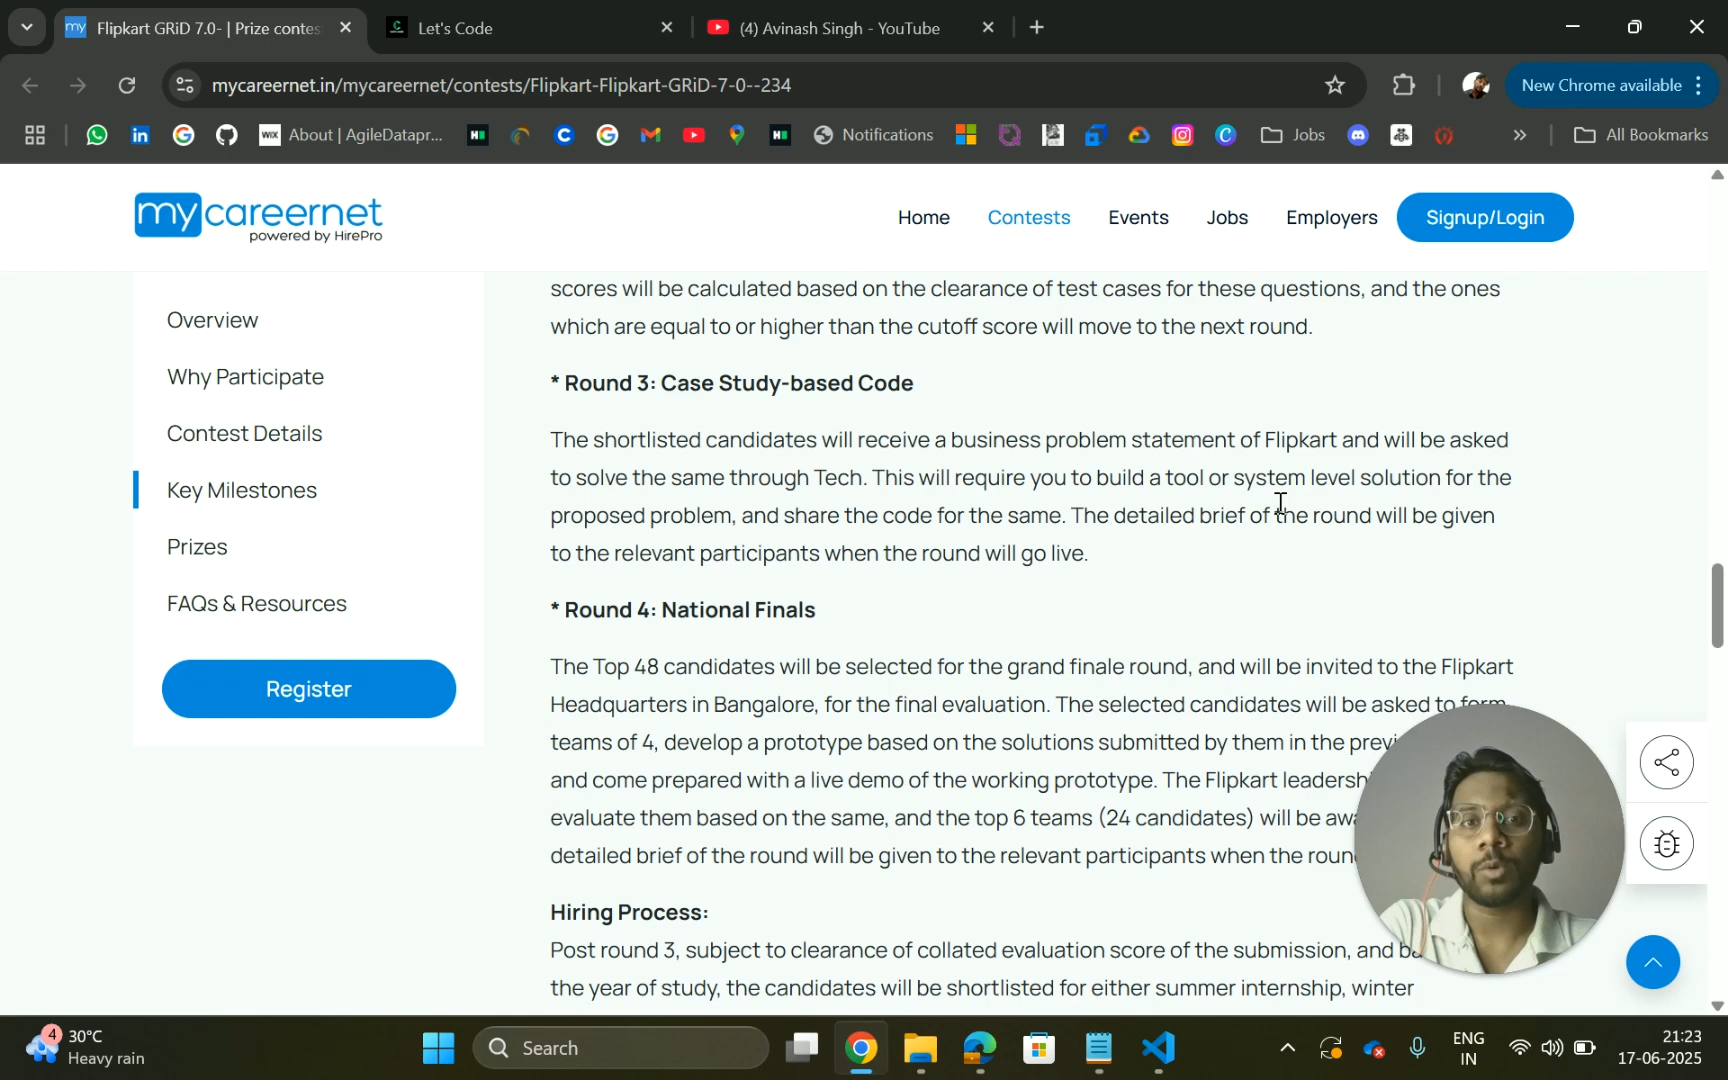 Flipkart GRiD 7.0- | Prize contes
Let's Code
(4) Avinash Singh - YouTube
mycareernet.in/mycareernet/contests/Flipkart-Flipkart-GRiD-7-0--234
New Chrome available
WiX About | AgileDatapr...
Notifications
Jobs
All Bookmarks
mycareernet
powered by HirePro
Home
Contests
Events
Jobs
Employers
Signup/Login
Overview
Why Participate
Contest Details
Key Milestones
Prizes
FAQs & Resources
Register
scores will be calculated based on the clearance of test cases for these questions, and the ones
which are equal to or higher than the cutoff score will move to the next round.
* Round 3: Case Study-based Code
The shortlisted candidates will receive a business problem statement of Flipkart and will be asked
to solve the same through Tech. This will require you to build a tool or system level solution for the
proposed problem, and share the code for the same. The detailed brief of the round will be given
to the relevant participants when the round will go live.
* Round 4: National Finals
The Top 48 candidates will be selected for the grand finale round, and will be invited to the Flipkart
Headquarters in Bangalore, for the final evaluation. The selected candidates will be asked to form
teams of 4, develop a prototype based on the solutions submitted by them in the previ
and come prepared with a live demo of the working prototype. The Flipkart leadersh
evaluate them based on the same, and the top 6 teams (24 candidates) will be aw
detailed brief of the round will be given to the relevant participants when the roun
Hiring Process:
Post round 3, subject to clearance of collated evaluation score of the submission, and ba
the year of study, the candidates will be shortlisted for either summer internship, winter
4
30°C
Heavy rain
Search
ENG
IN
21:23
17-06-2025